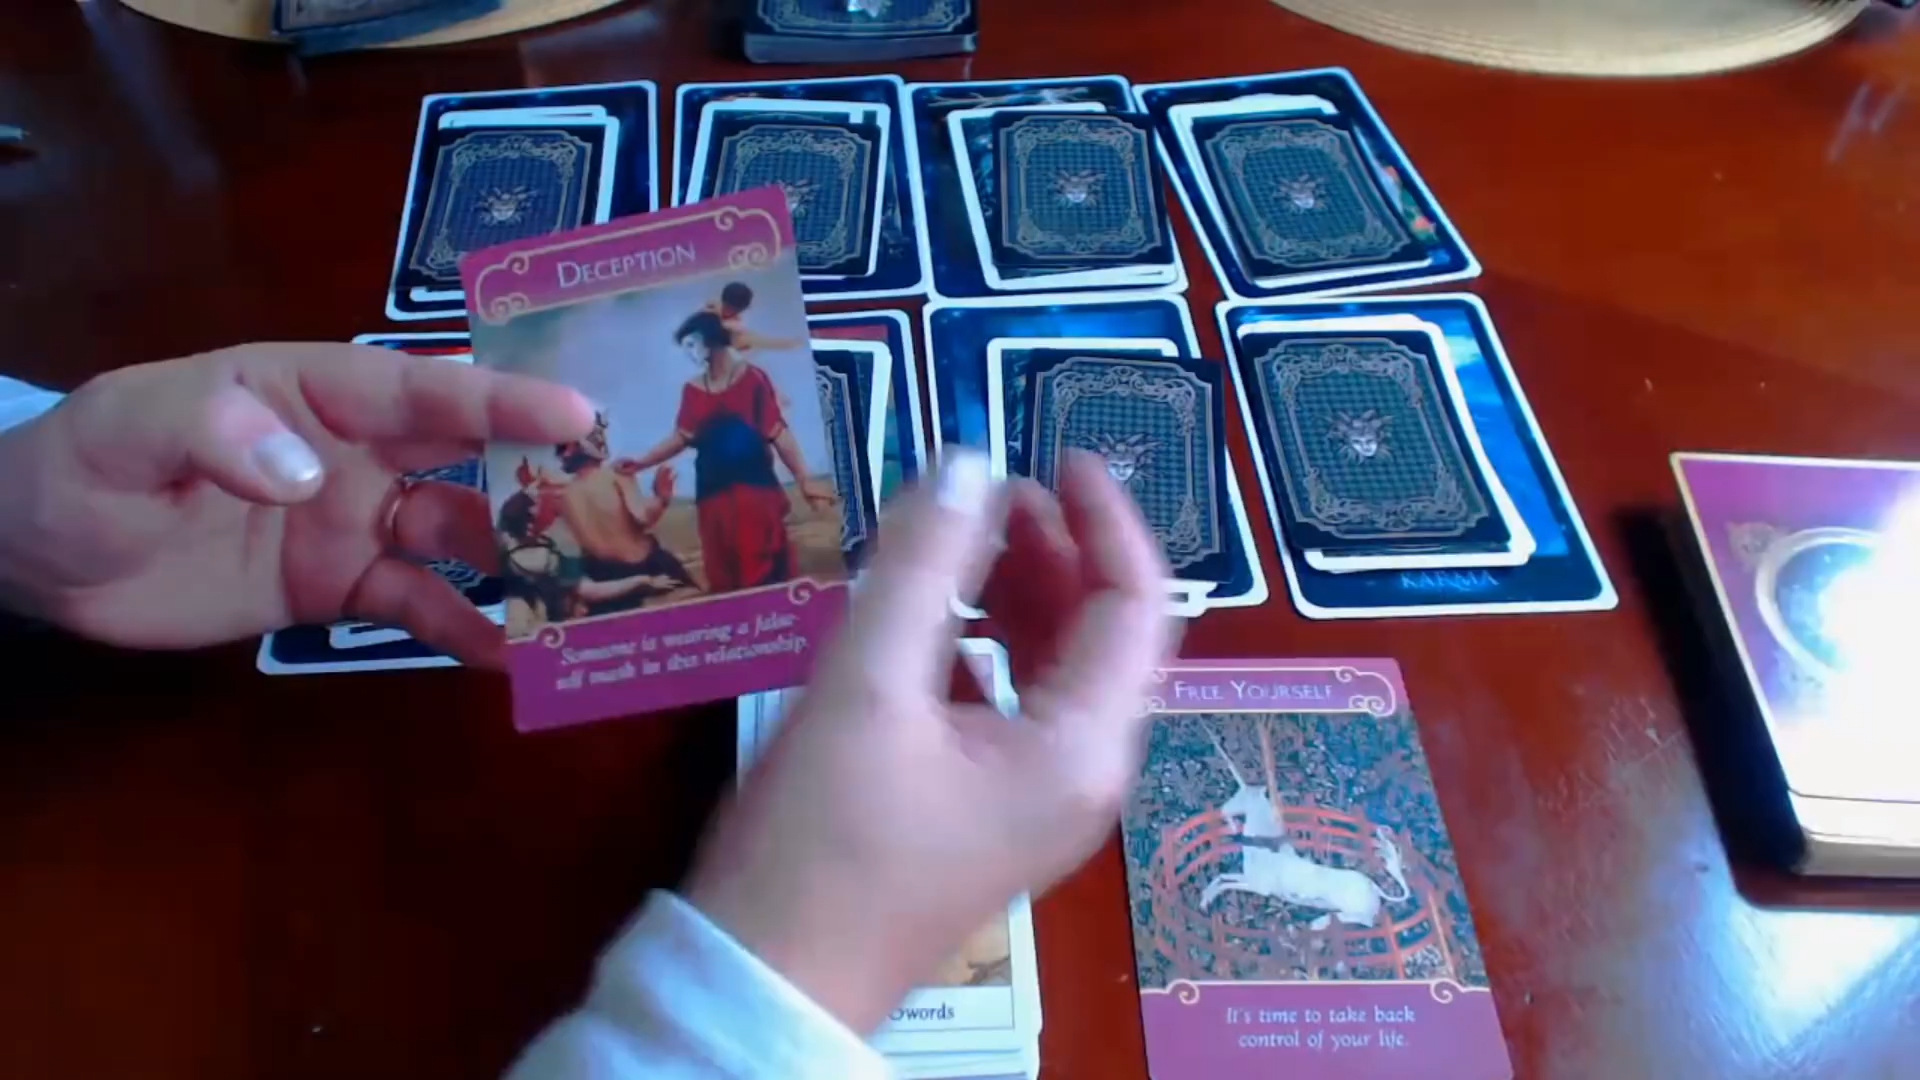 DECEPTION
Someone is wearing a false-
self mask in this relationship.
KARMA
FREE YOURSELF
It's time to take back
control of your life.
Swords